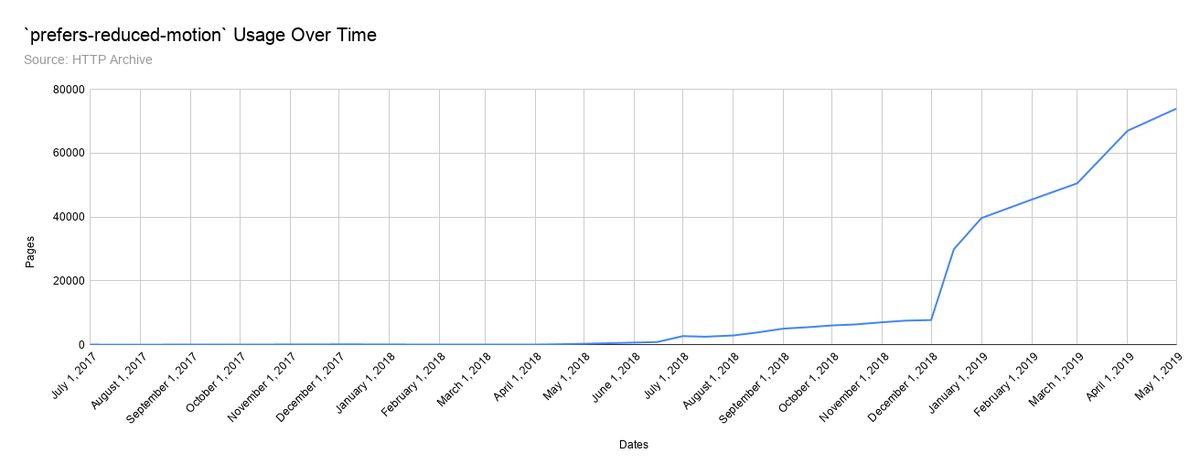 `prefers-reduced-motion` Usage Over Time
Source: HTTP Archive
80000
60000
40000
20000
0
Pages
July 1, 2017
August 1, 2017
September 1, 2017
October 1, 2017
November 1, 2017
December 1, 2017
January 1, 2018
February 1, 2018
March 1, 2018
April 1, 2018
May 1, 2018
June 1, 2018
July 1, 2018
August 1, 2018
September 1, 2018
October 1, 2018
November 1, 2018
December 1, 2018
January 1, 2019
February 1, 2019
March 1, 2019
April 1, 2019
May 1, 2019
Dates